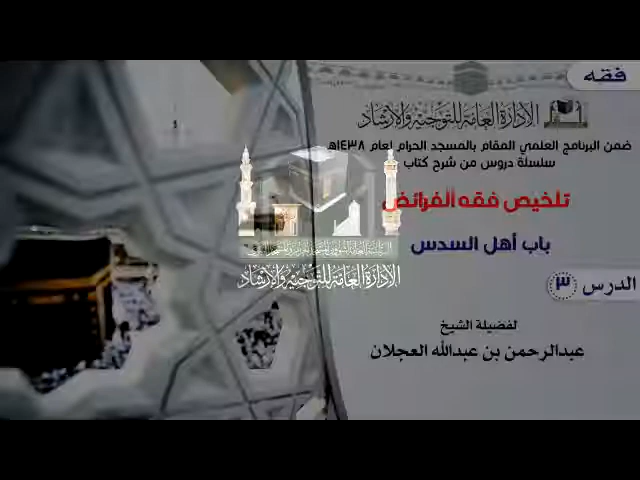 فقه
الإدارة العامة للتوجيه والإرشاد
ضمن البرنامج العلمي المقام بالمسجد الحرام لعام ١٤٣٨هـ
سلسلة دروس من شرح كتاب
تلخيص فقه الفرائض
باب أهل السدس
الإدارة العامة للتوجيه والإرشاد
الدرس ٣
لفضيلة الشيخ
عبدالرحمن بن عبدالله العجلان